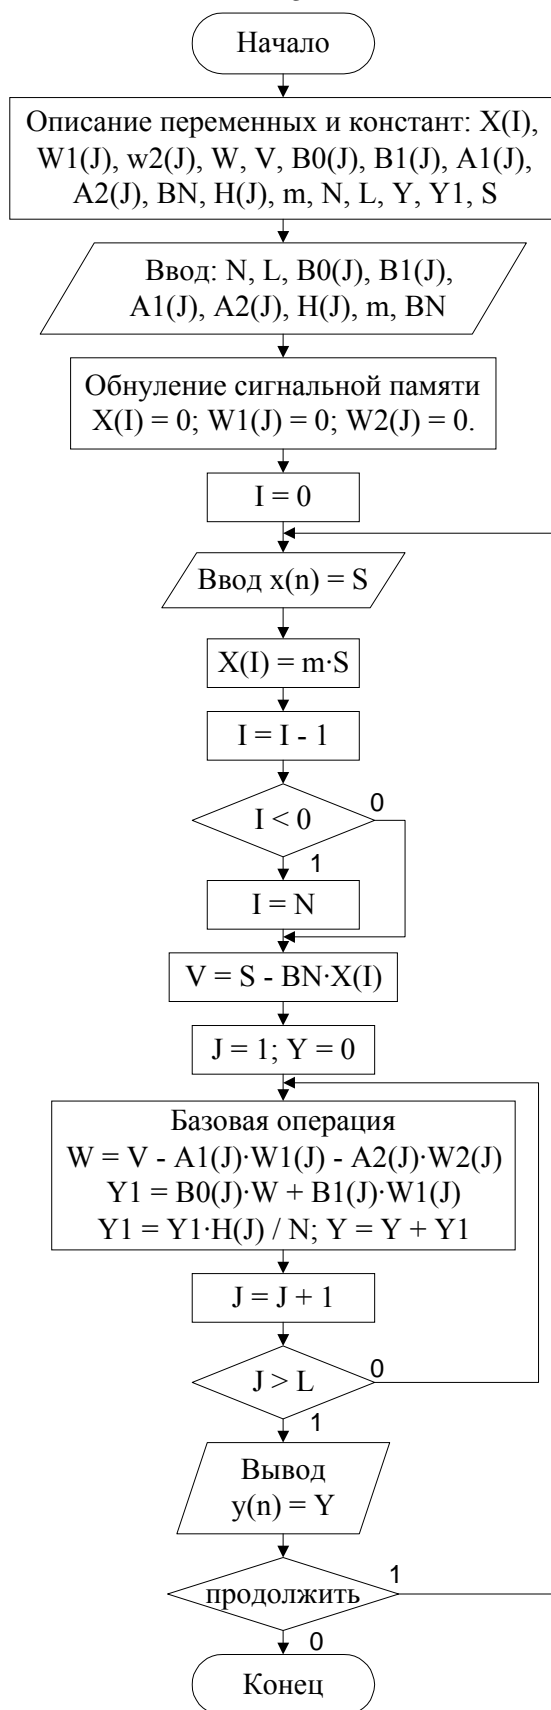 Начало
Описание переменных и констант: X(I),
W1(J), w2(J), W, V, B0(J), B1(J), A1(J),
A2(J), BN, H(J), m, N, L, Y, Y1, S
Ввод: N, L, B0(J), B1(J),
A1(J), A2(J), H(J), m, BN
Обнуление сигнальной памяти
X(I) = 0; W1(J) = 0; W2(J) = 0.
I = 0
Ввод x(n) = S
X(I) = m·S
I = I - 1
I < 0
0
1
I = N
V = S - BN·X(I)
J = 1; Y = 0
Базовая операция
W = V - A1(J)·W1(J) - A2(J)·W2(J)
Y1 = B0(J)·W + B1(J)·W1(J)
Y1 = Y1·H(J) / N; Y = Y + Y1
J = J + 1
J > L
0
1
Вывод
y(n) = Y
продолжить
1
0
Конец